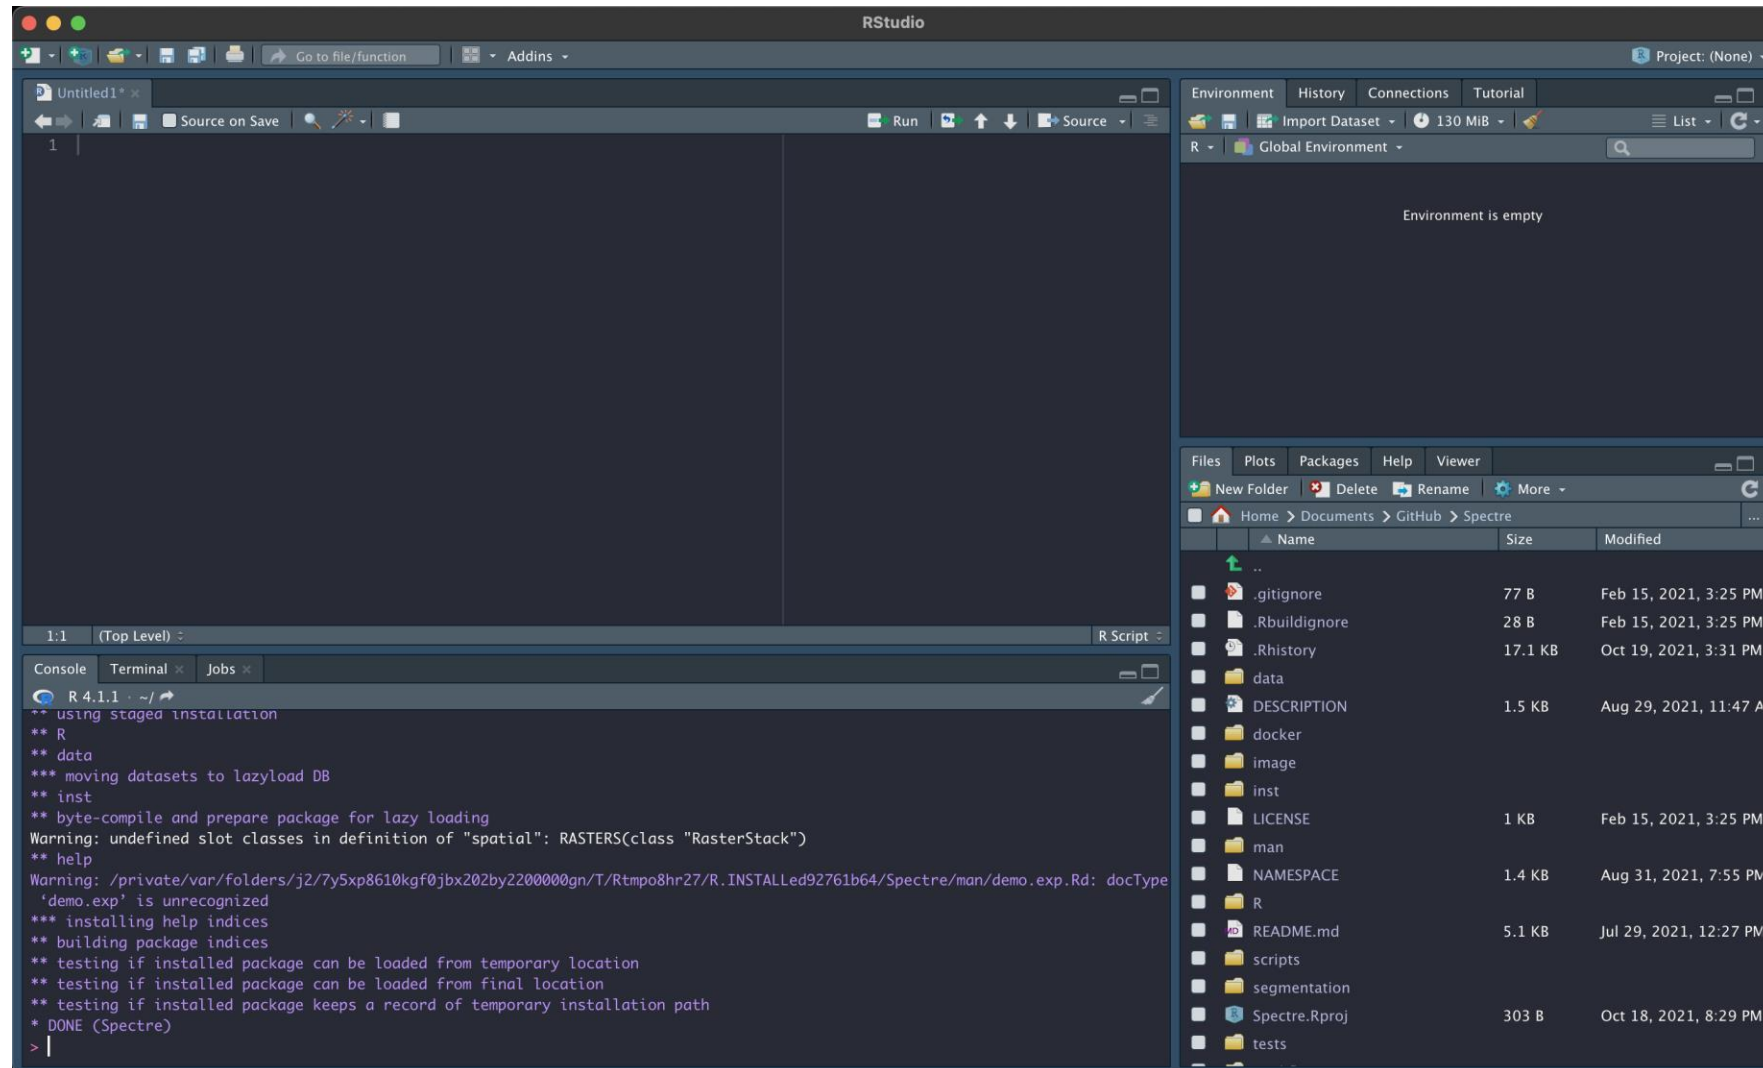 RStudio
Go to file/function Addins Project: (None)
Untitled1*
Source on Save Run Source
1
1:1 (Top Level) R Script
Console Terminal Jobs
R 4.1.1 · ~/
** using staged installation
** R
** data
*** moving datasets to lazyload DB
** inst
** byte-compile and prepare package for lazy loading
Warning: undefined slot classes in definition of "spatial": RASTERS(class "RasterStack")
** help
Warning: /private/var/folders/j2/7y5xp8610kgf0jbx202by2200000gn/T/Rtmpo8hr27/R.INSTALLed92761b64/Spectre/man/demo.exp.Rd: docType
‘demo.exp’ is unrecognized
*** installing help indices
** building package indices
** testing if installed package can be loaded from temporary location
** testing if installed package can be loaded from final location
** testing if installed package keeps a record of temporary installation path
* DONE (Spectre)
>
Environment History Connections Tutorial
Import Dataset 130 MiB List
R Global Environment
Environment is empty
Files Plots Packages Help Viewer
New Folder Delete Rename More
Home Documents GitHub Spectre ...
Name Size Modified
..
.gitignore 77 B Feb 15, 2021, 3:25 PM
.Rbuildignore 28 B Feb 15, 2021, 3:25 PM
.Rhistory 17.1 KB Oct 19, 2021, 3:31 PM
data
DESCRIPTION 1.5 KB Aug 29, 2021, 11:47 A
docker
image
inst
LICENSE 1 KB Feb 15, 2021, 3:25 PM
man
NAMESPACE 1.4 KB Aug 31, 2021, 7:55 PM
R
README.md 5.1 KB Jul 29, 2021, 12:27 PM
scripts
segmentation
Spectre.Rproj 303 B Oct 18, 2021, 8:29 PM
tests